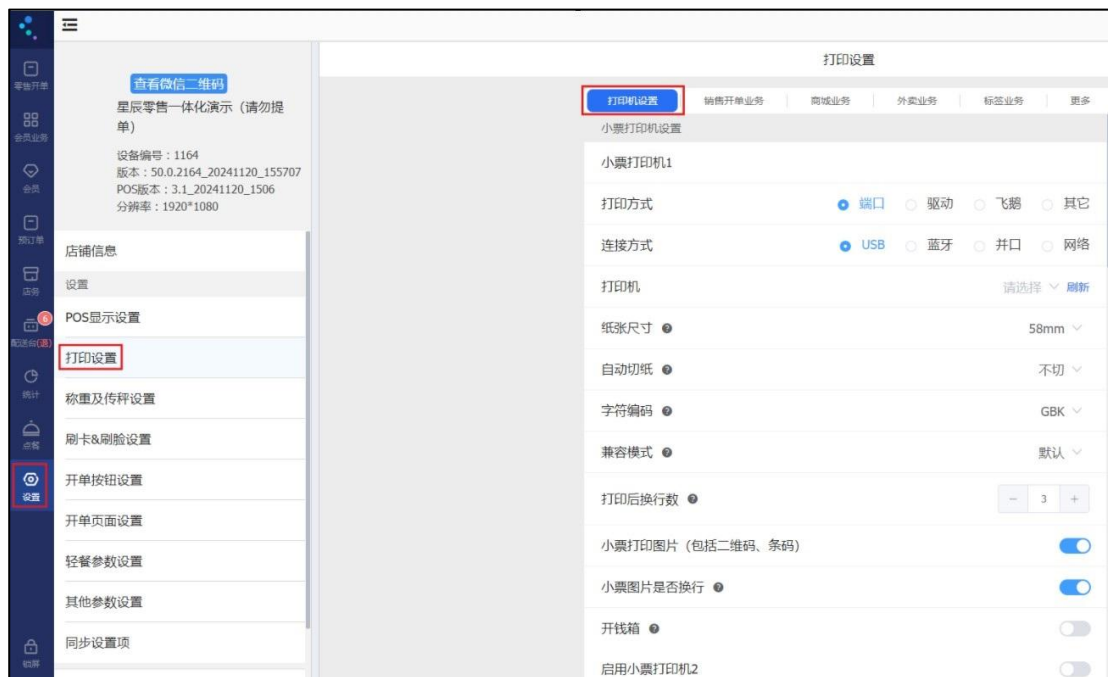 零售开单
会员业务
会员
预订单
店务
6
配送台(退)
统计
点餐
设置
锁屏
查看微信二维码
星辰零售一体化演示（请勿提
单）
设备编号：1164
版本：50.0.2164_20241120_155707
POS版本：3.1_20241120_1506
分辨率：1920*1080
店铺信息
设置
POS显示设置
打印设置
称重及传秤设置
刷卡&刷脸设置
开单按钮设置
开单页面设置
轻餐参数设置
其他参数设置
同步设置项
打印设置
打印机设置 销售开单业务 商城业务 外卖业务 标签业务 更多
小票打印机设置
小票打印机1
打印方式 端口 驱动 飞鹅 其它
连接方式 USB 蓝牙 并口 网络
打印机 请选择 刷新
纸张尺寸 58mm
自动切纸 不切
字符编码 GBK
兼容模式 默认
打印后换行数 - 3 +
小票打印图片（包括二维码、条码）
小票图片是否换行
开钱箱
启用小票打印机2